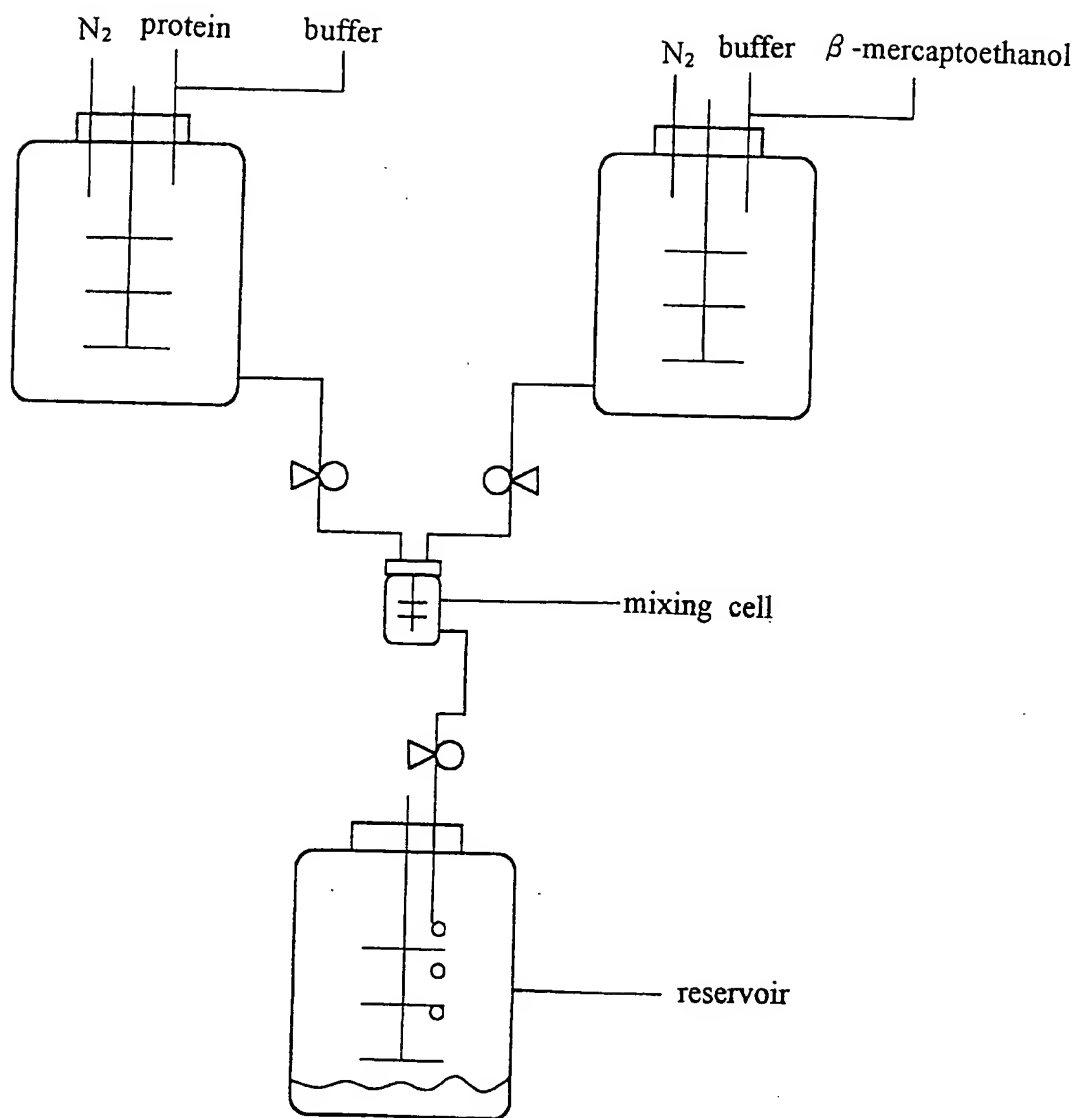 N₂ protein buffer
N₂ buffer β-mercaptoethanol
mixing cell
reservoir